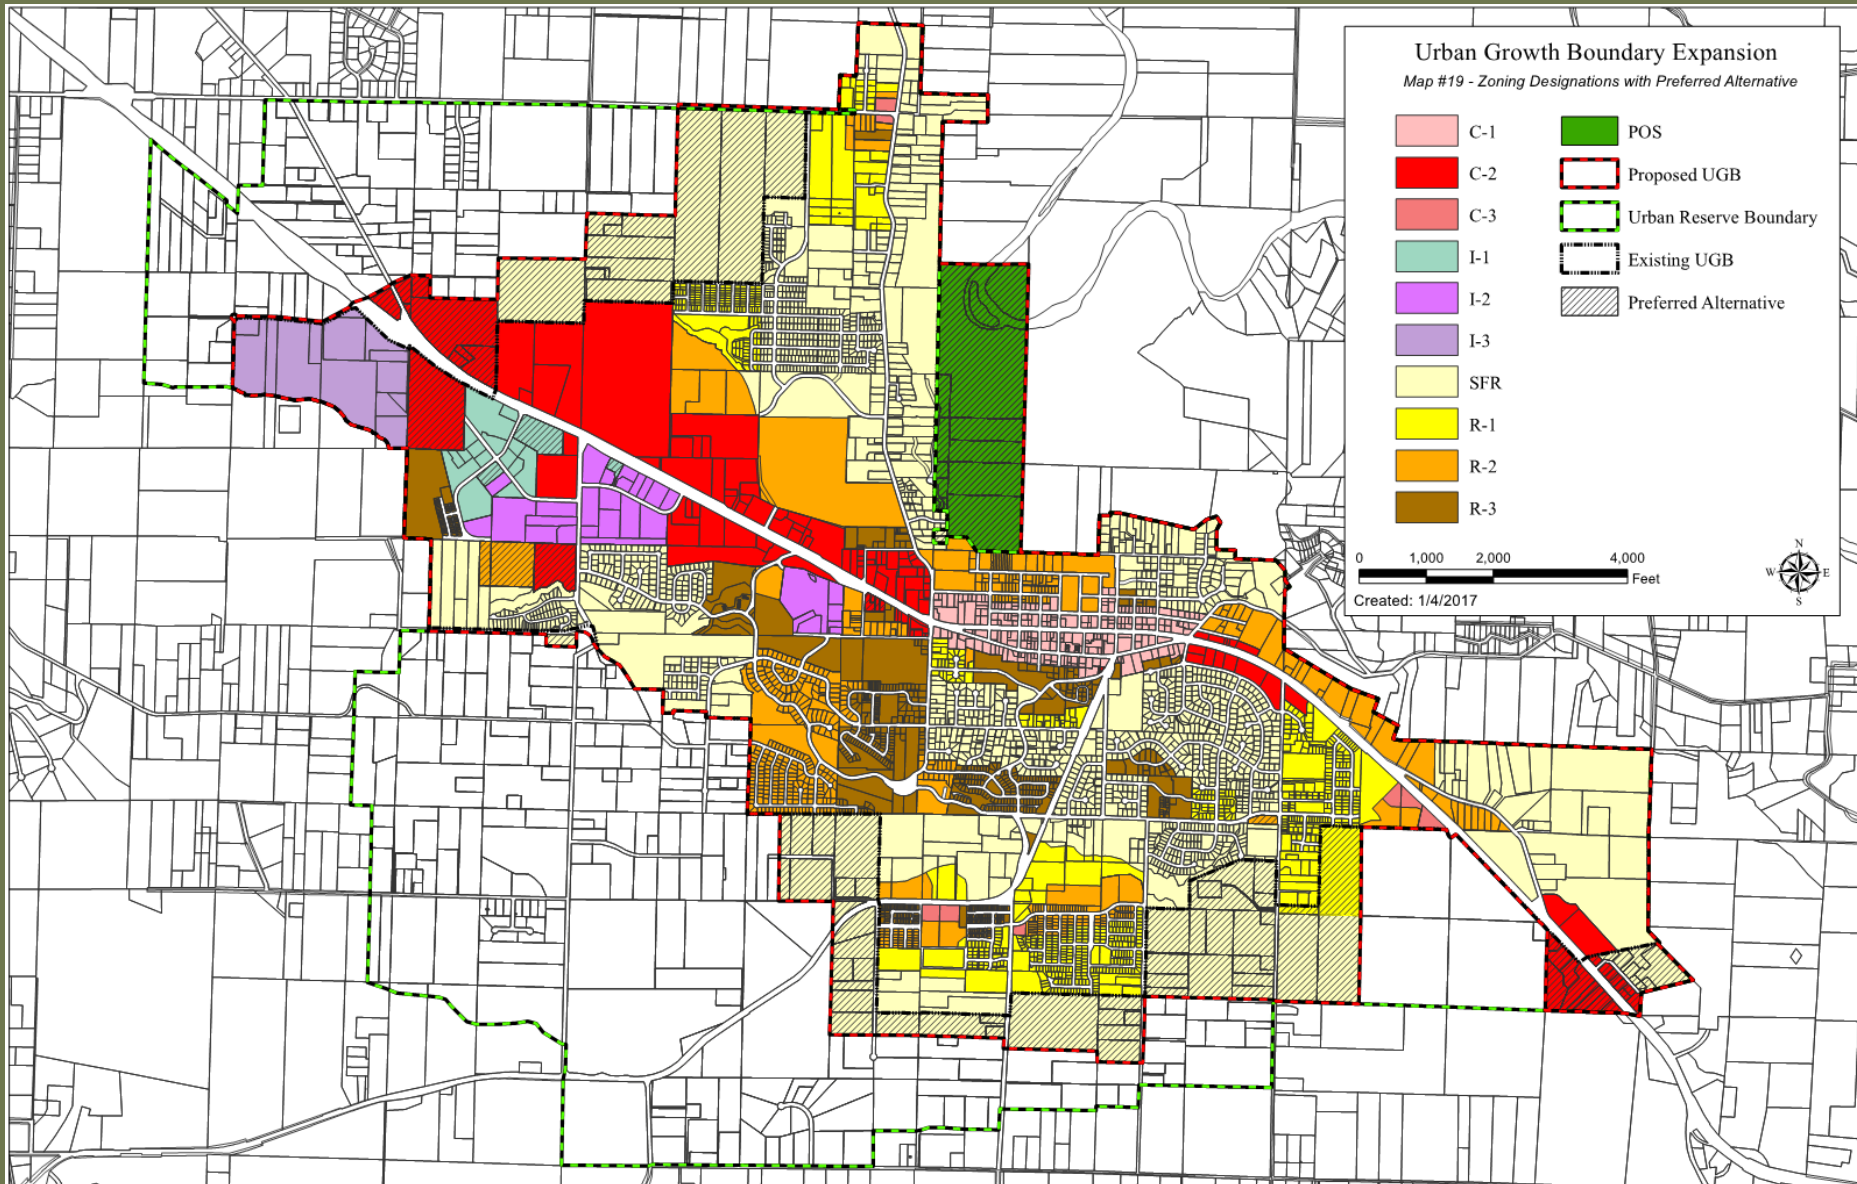 Urban Growth Boundary Expansion
Map #19 - Zoning Designations with Preferred Alternative
C-1
C-2
C-3
I-1
I-2
I-3
SFR
R-1
R-2
R-3
POS
Proposed UGB
Urban Reserve Boundary
Existing UGB
Preferred Alternative
0 1,000 2,000 4,000
Feet
Created: 1/4/2017
N
W E
S